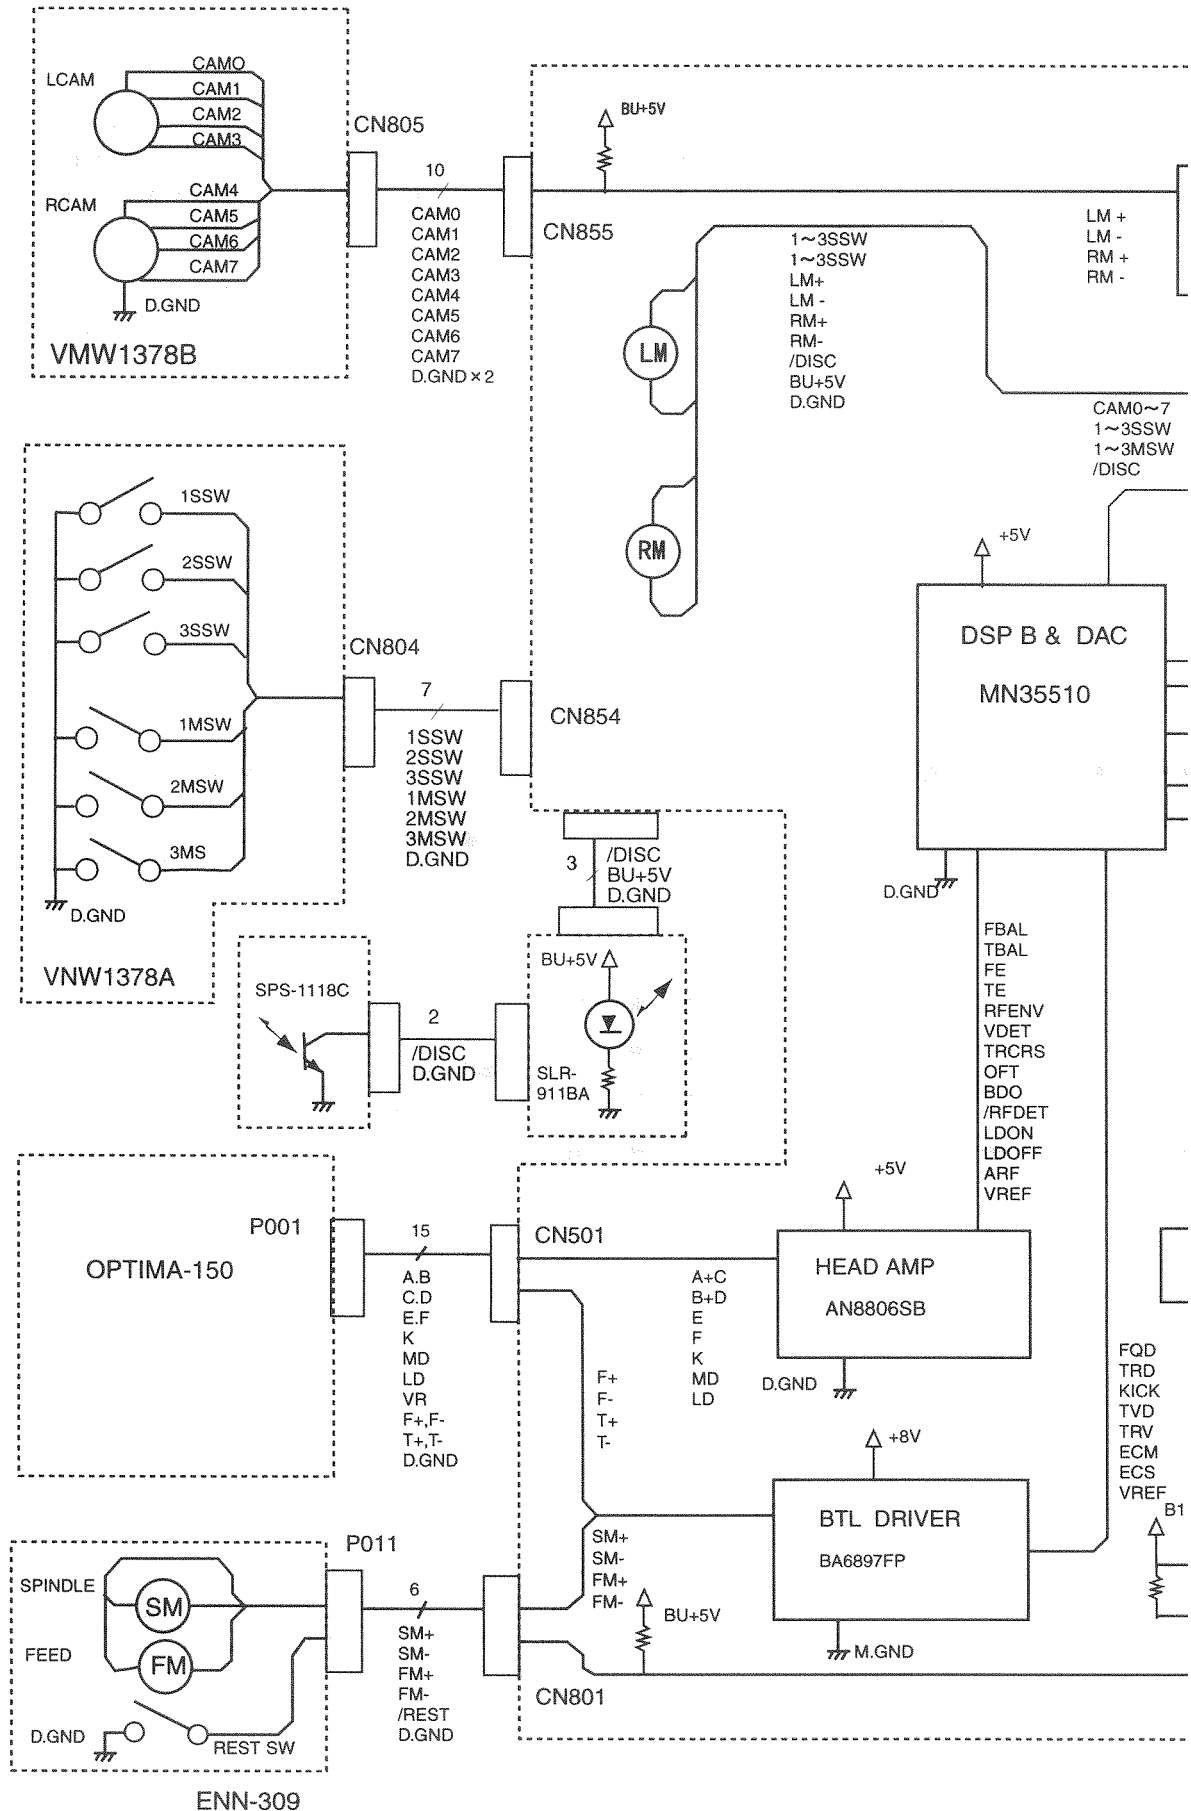 LCAM
CAMO
CAM1
CAM2
CAM3
RCAM
CAM4
CAM5
CAM6
CAM7
D.GND
VMW1378B
CN805
10
CAM0
CAM1
CAM2
CAM3
CAM4
CAM5
CAM6
CAM7
D.GND×2
CN855
BU+5V
1~3SSW
1~3SSW
LM+
LM -
RM+
RM-
/DISC
BU+5V
D.GND
LM +
LM -
RM +
RM -
LM
RM
CAM0~7
1~3SSW
1~3MSW
/DISC
1SSW
2SSW
3SSW
1MSW
2MSW
3MS
D.GND
VNW1378A
CN804
7
1SSW
2SSW
3SSW
1MSW
2MSW
3MSW
D.GND
CN854
+5V
DSP B & DAC
MN35510
D.GND
3
/DISC
BU+5V
D.GND
SPS-1118C
2
/DISC
D.GND
BU+5V
SLR-
911BA
FBAL
TBAL
FE
TE
RFENV
VDET
TRCRS
OFT
BDO
/RFDET
LDON
LDOFF
ARF
VREF
OPTIMA-150
P001
15
A.B
C.D
E.F
K
MD
LD
VR
F+,F-
T+,T-
D.GND
CN501
A+C
B+D
E
F
K
MD
LD
+5V
HEAD AMP
AN8806SB
D.GND
F+
F-
T+
T-
FQD
TRD
KICK
TVD
TRV
ECM
ECS
VREF
B1
+8V
BTL DRIVER
BA6897FP
M.GND
SM+
SM-
FM+
FM-
BU+5V
SPINDLE
SM
FEED
FM
D.GND
REST SW
P011
6
SM+
SM-
FM+
FM-
/REST
D.GND
CN801
ENN-309